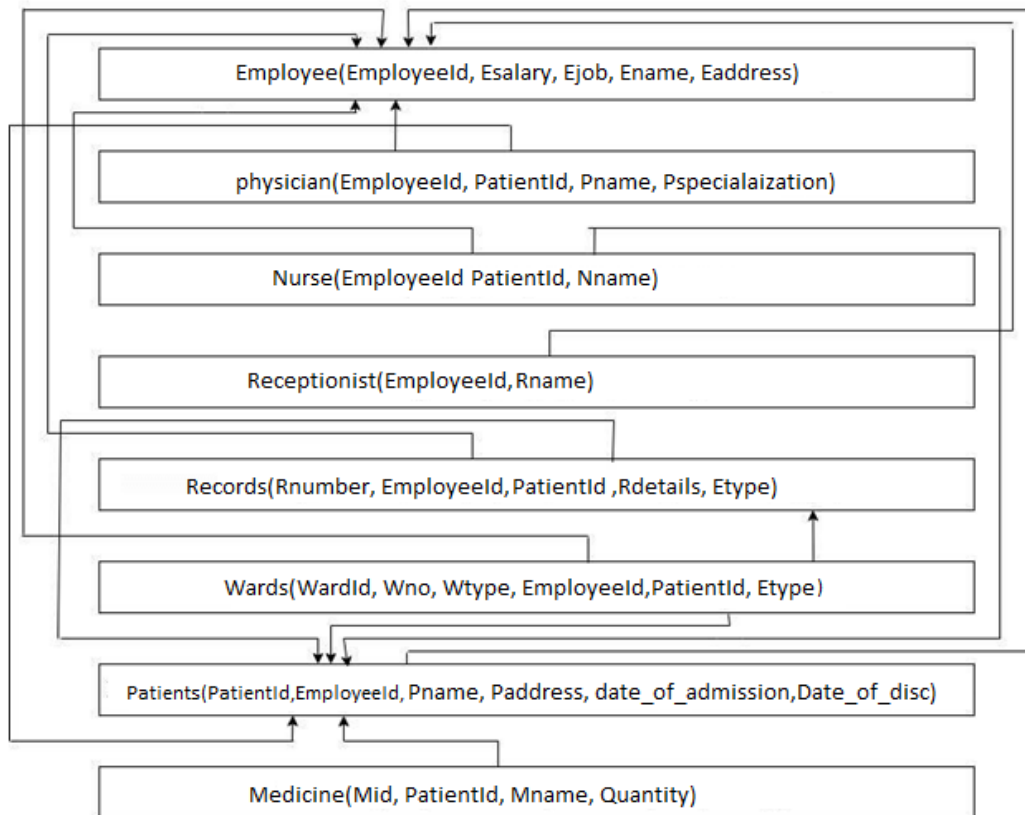 Employee(EmployeeId, Esalary, Ejob, Ename, Eaddress)
physician(EmployeeId, PatientId, Pname, Pspecialaization)
Nurse(EmployeeId PatientId, Nname)
Receptionist(EmployeeId,Rname)
Records(Rnumber, EmployeeId,PatientId ,Rdetails, Etype)
Wards(WardId, Wno, Wtype, EmployeeId,PatientId, Etype)
Patients(PatientId,EmployeeId, Pname, Paddress, date_of_admission,Date_of_disc)
Medicine(Mid, PatientId, Mname, Quantity)